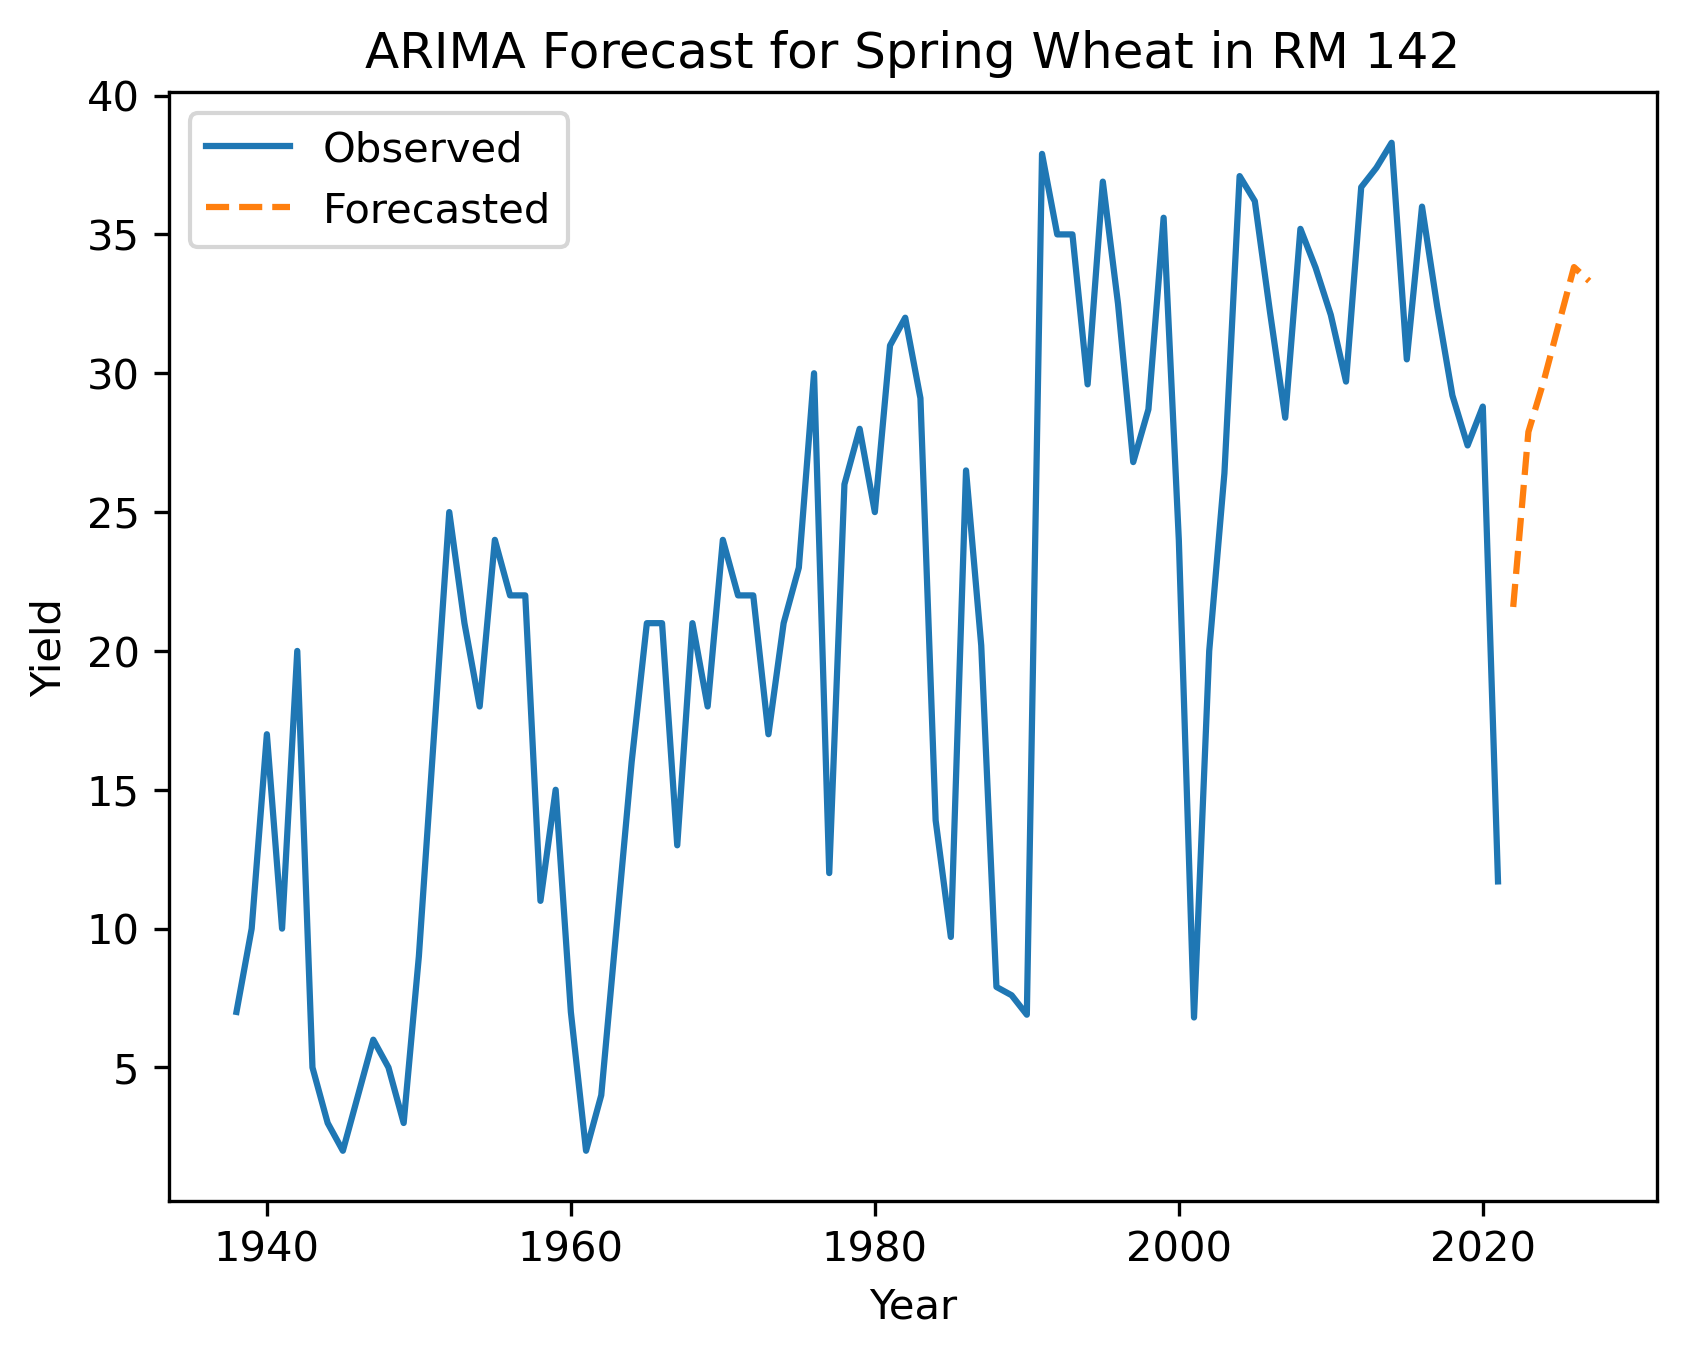 ARIMA Forecast for Spring Wheat in RM 142
40
35
30
25
20
15
10
5
Observed
Forecasted
Yield
1940 1960 1980 2000 2020
Year